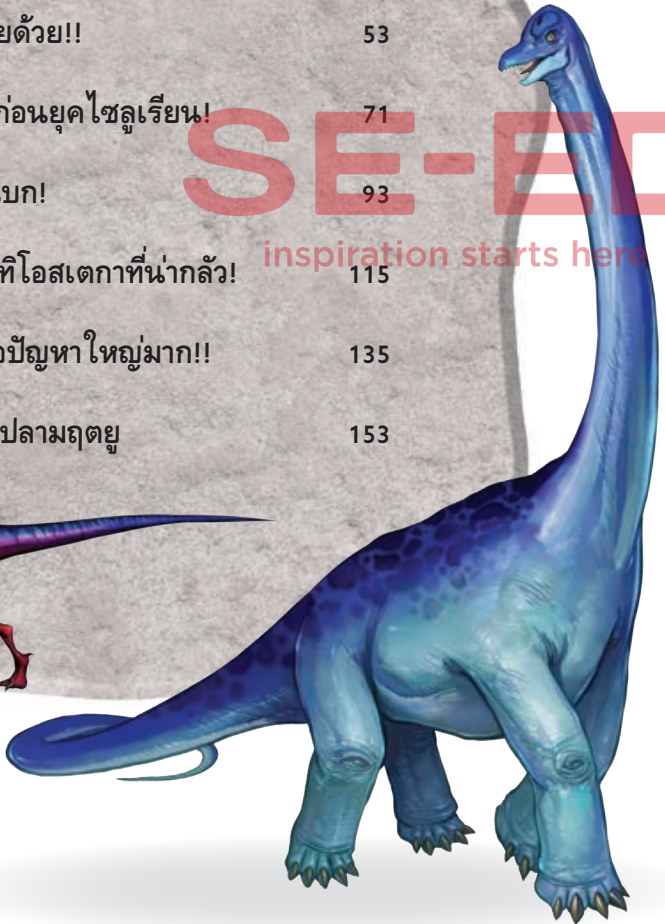 ยด้วย!! 53
ก่อนยุคไซลูเรียน! 71
บก! 93
ทิโอสเตกาที่น่ากลัว! 115
อปัญหาใหญ่มาก!! 135
ปลามฤตยู 153
SE-ED
inspiration starts here